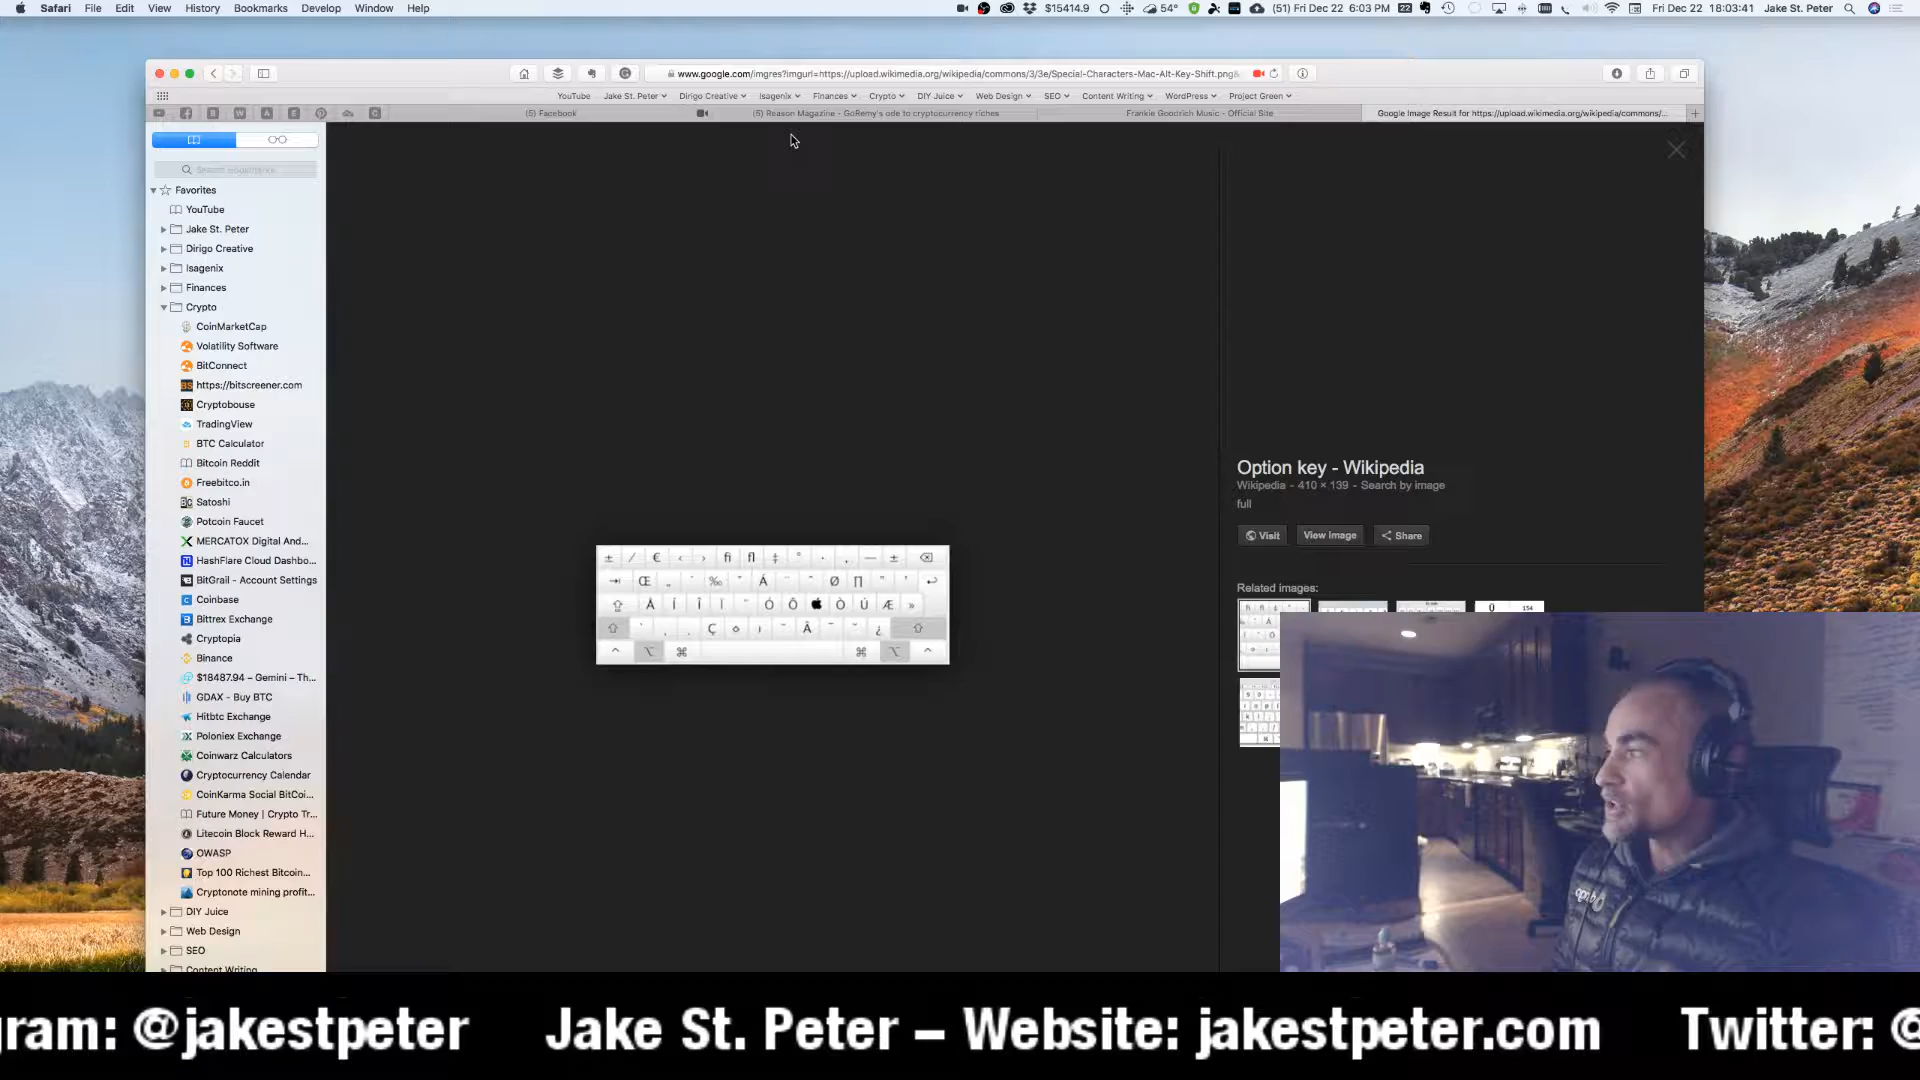 Safari File Edit View History Bookmarks Develop Window Help
$15414.9 54° (51) Fri Dec 22 6:03 PM 22 Fri Dec 22 18:03:41 Jake St. Peter
www.google.com/imgres?imgurl=https://upload.wikimedia.org/wikipedia/commons/3/3e/Special-Characters-Mac-Alt-Key-Shift.png&
YouTube Jake St. Peter Dirigo Creative Isagenix Finances Crypto DIY Juice Web Design SEO Content Writing WordPress Project Green
(5) Facebook (5) Reason Magazine - GoRemy's ode to cryptocurrency riches Frankie Goodrich Music - Official Site Google Image Result for https://upload.wikimedia.org/wikipedia/commons/...
Search Bookmarks
Favorites
YouTube
Jake St. Peter
Dirigo Creative
Isagenix
Finances
Crypto
CoinMarketCap
Volatility Software
BitConnect
https://bitscreener.com
Cryptobouse
TradingView
BTC Calculator
Bitcoin Reddit
Freebitco.in
Satoshi
Potcoin Faucet
MERCATOX Digital And...
HashFlare Cloud Dashbo...
BitGrail - Account Settings
Coinbase
Bittrex Exchange
Cryptopia
Binance
$18487.94 – Gemini – Th...
GDAX - Buy BTC
Hitbtc Exchange
Poloniex Exchange
Coinwarz Calculators
Cryptocurrency Calendar
CoinKarma Social BitCoi...
Future Money | Crypto Tr...
Litecoin Block Reward H...
OWASP
Top 100 Richest Bitcoin...
Cryptonote mining profit...
DIY Juice
Web Design
SEO
Content Writing
Option key - Wikipedia
Wikipedia - 410 × 139 - Search by image
full
Visit View Image Share
Related images:
Ü 154
gram: @jakestpeter Jake St. Peter – Website: jakestpeter.com Twitter: @